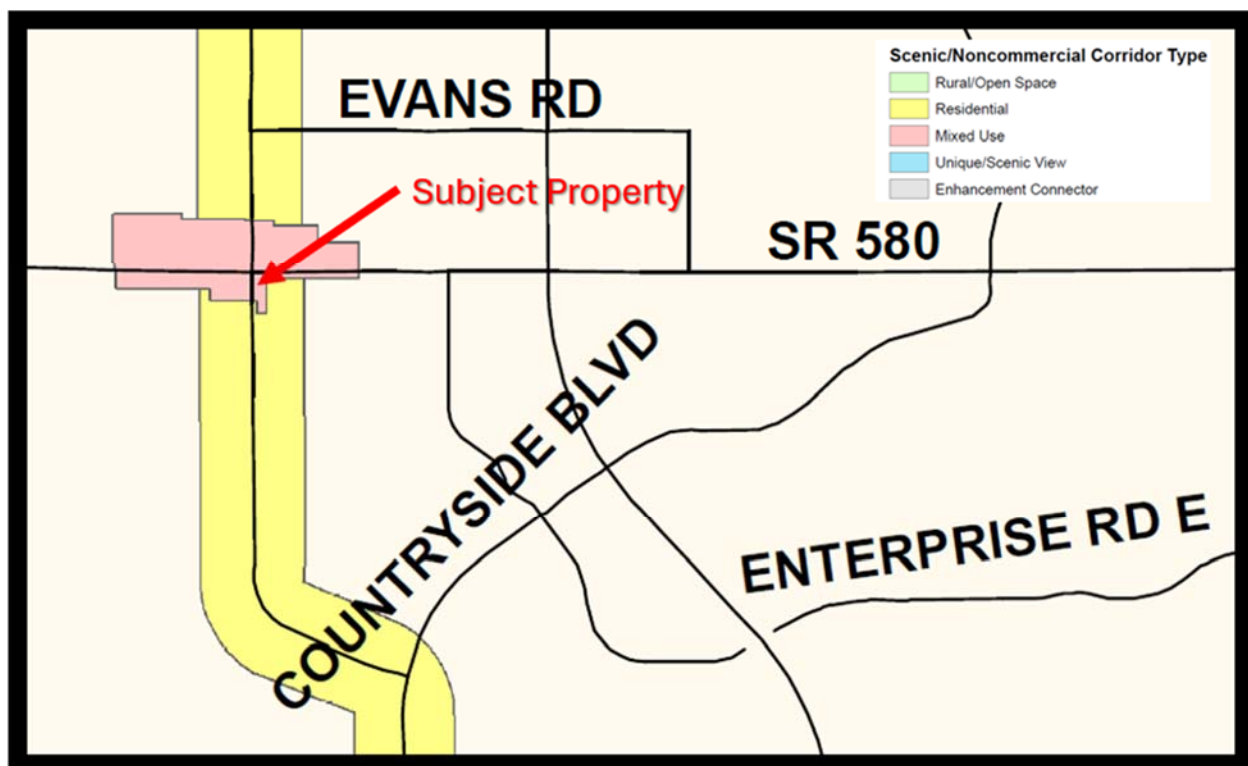 Scenic/Noncommercial Corridor Type
Rural/Open Space
Residential
Mixed Use
Unique/Scenic View
Enhancement Connector
EVANS RD
Subject Property
SR 580
COUNTRYSIDE BLVD
ENTERPRISE RD E